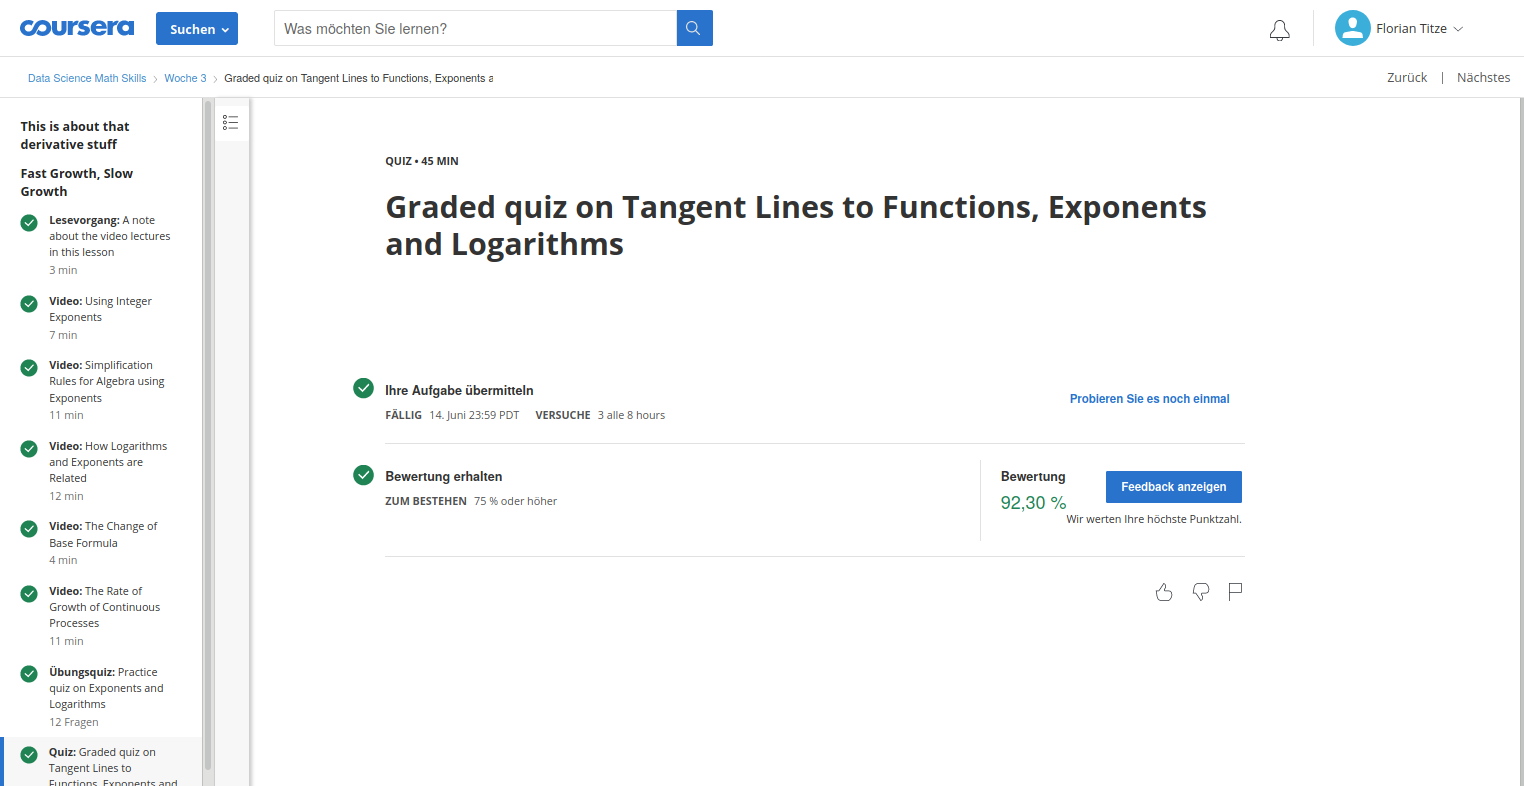 coursera
Suchen
Was möchten Sie lernen?
Florian Titze
Data Science Math Skills
Woche 3
Graded quiz on Tangent Lines to Functions, Exponents a
Zurück | Nächstes
This is about that
derivative stuff
Fast Growth, Slow
Growth
Lesevorgang: A note
about the video lectures
in this lesson
3 min
Video: Using Integer
Exponents
7 min
Video: Simplification
Rules for Algebra using
Exponents
11 min
Video: How Logarithms
and Exponents are
Related
12 min
Video: The Change of
Base Formula
4 min
Video: The Rate of
Growth of Continuous
Processes
11 min
Übungsquiz: Practice
quiz on Exponents and
Logarithms
12 Fragen
Quiz: Graded quiz on
Tangent Lines to
Functions, Exponents and
QUIZ • 45 MIN
Graded quiz on Tangent Lines to Functions, Exponents
and Logarithms
Ihre Aufgabe übermitteln
FÄLLIG 14. Juni 23:59 PDT VERSUCHE 3 alle 8 hours
Probieren Sie es noch einmal
Bewertung erhalten
ZUM BESTEHEN 75 % oder höher
Bewertung
92,30 %
Feedback anzeigen
Wir werten Ihre höchste Punktzahl.